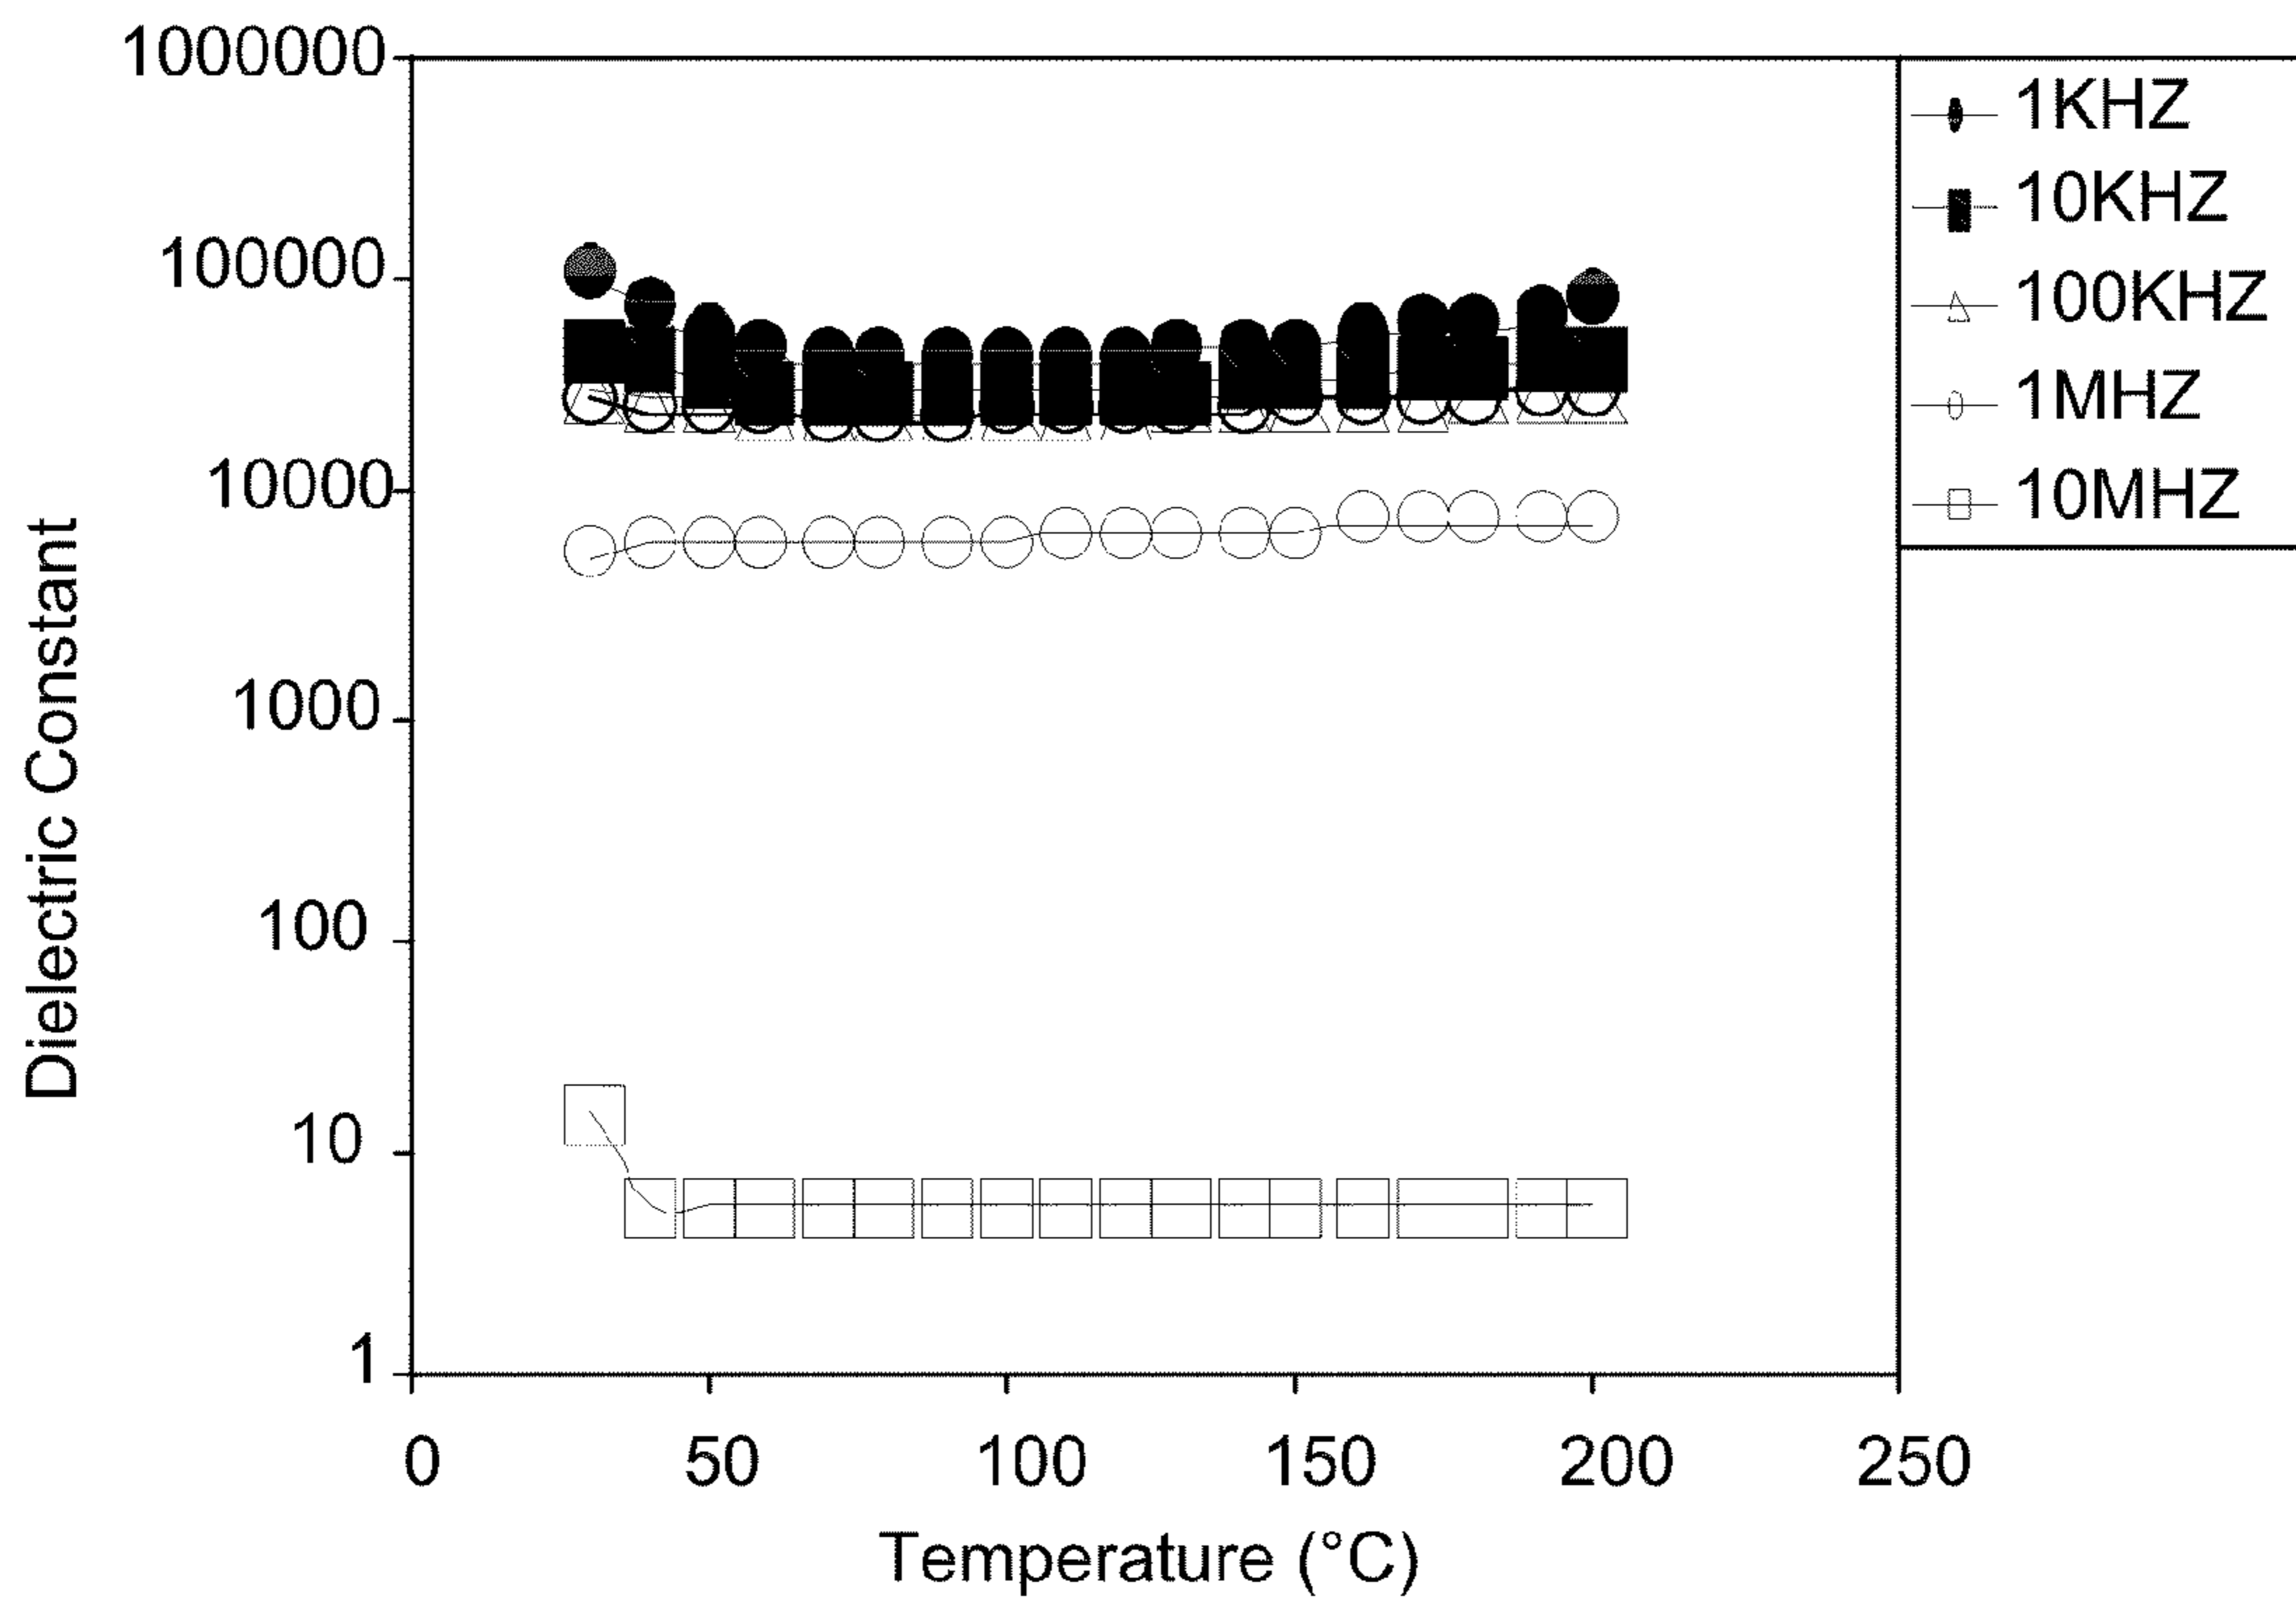 1000000
100000
10000
1000
100
10
1
Dielectric Constant
0 50 100 150 200 250
Temperature (°C)
1KHZ
10KHZ
100KHZ
1MHZ
10MHZ